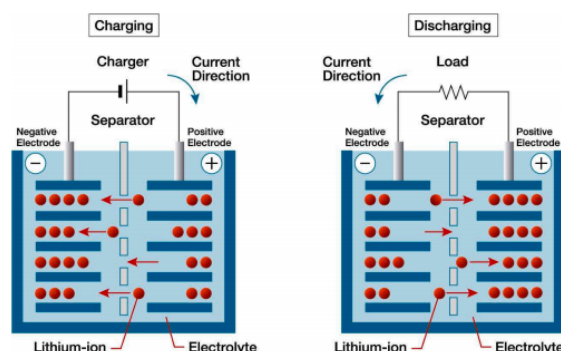 Charging
Charger
Current
Direction
Separator
Negative
Electrode
Positive
Electrode
−
+
Lithium-ion
Electrolyte
Discharging
Current
Direction
Load
Separator
Negative
Electrode
Positive
Electrode
−
+
Lithium-ion
Electrolyte